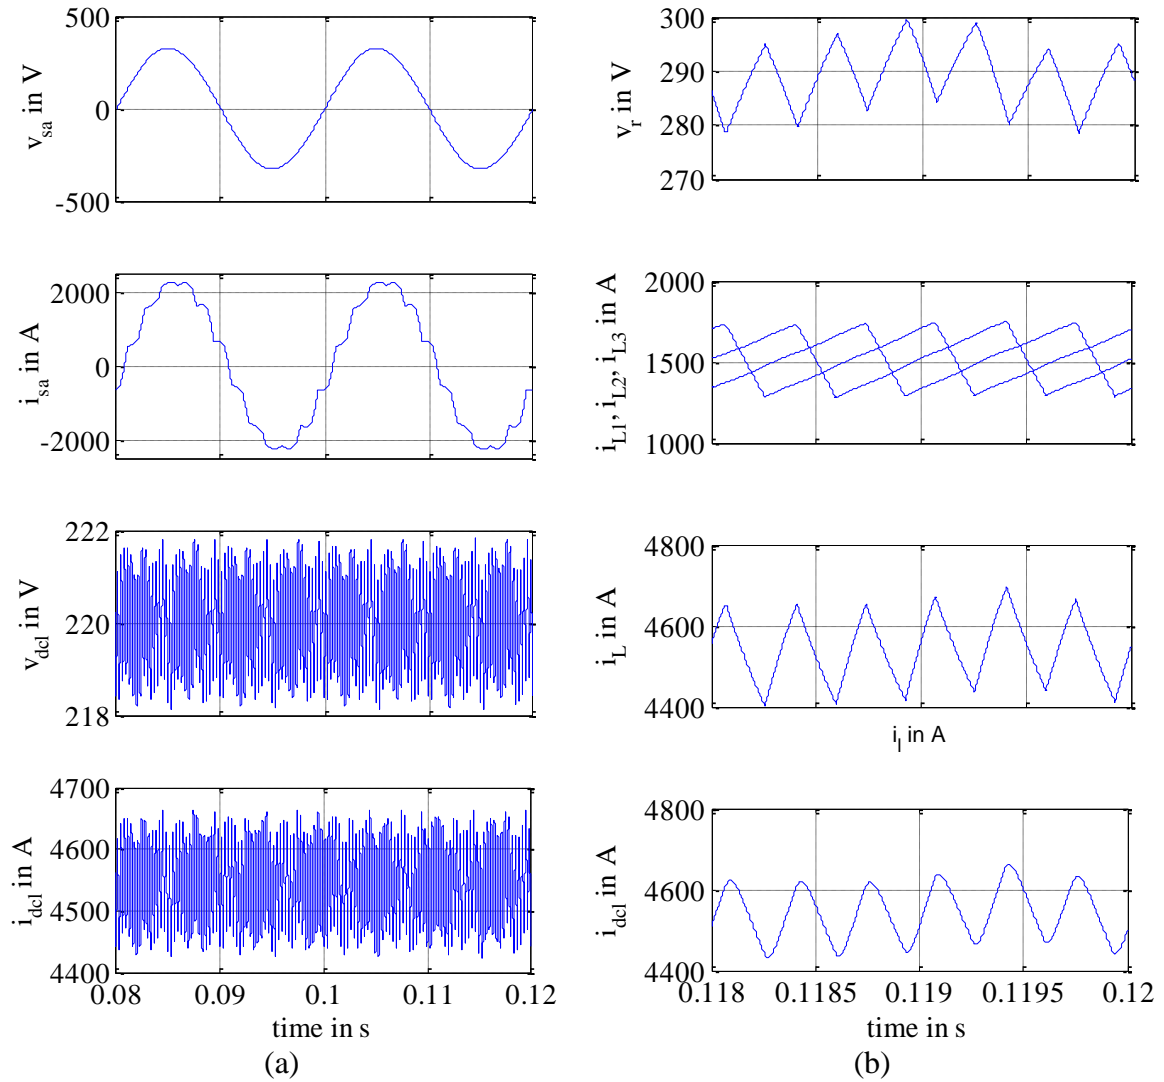 500
0
-500
v_sa in V
2000
0
-2000
i_sa in A
222
220
218
v_dcl in V
4700
4600
4500
4400
i_dcl in A
0.08 0.09 0.1 0.11 0.12
time in s
(a)
300
290
280
270
v_r in V
2000
1500
1000
i_L1, i_L2, i_L3 in A
4800
4600
4400
i_L in A
i_l in A
4800
4600
4400
i_dcl in A
0.118 0.1185 0.119 0.1195 0.12
time in s
(b)